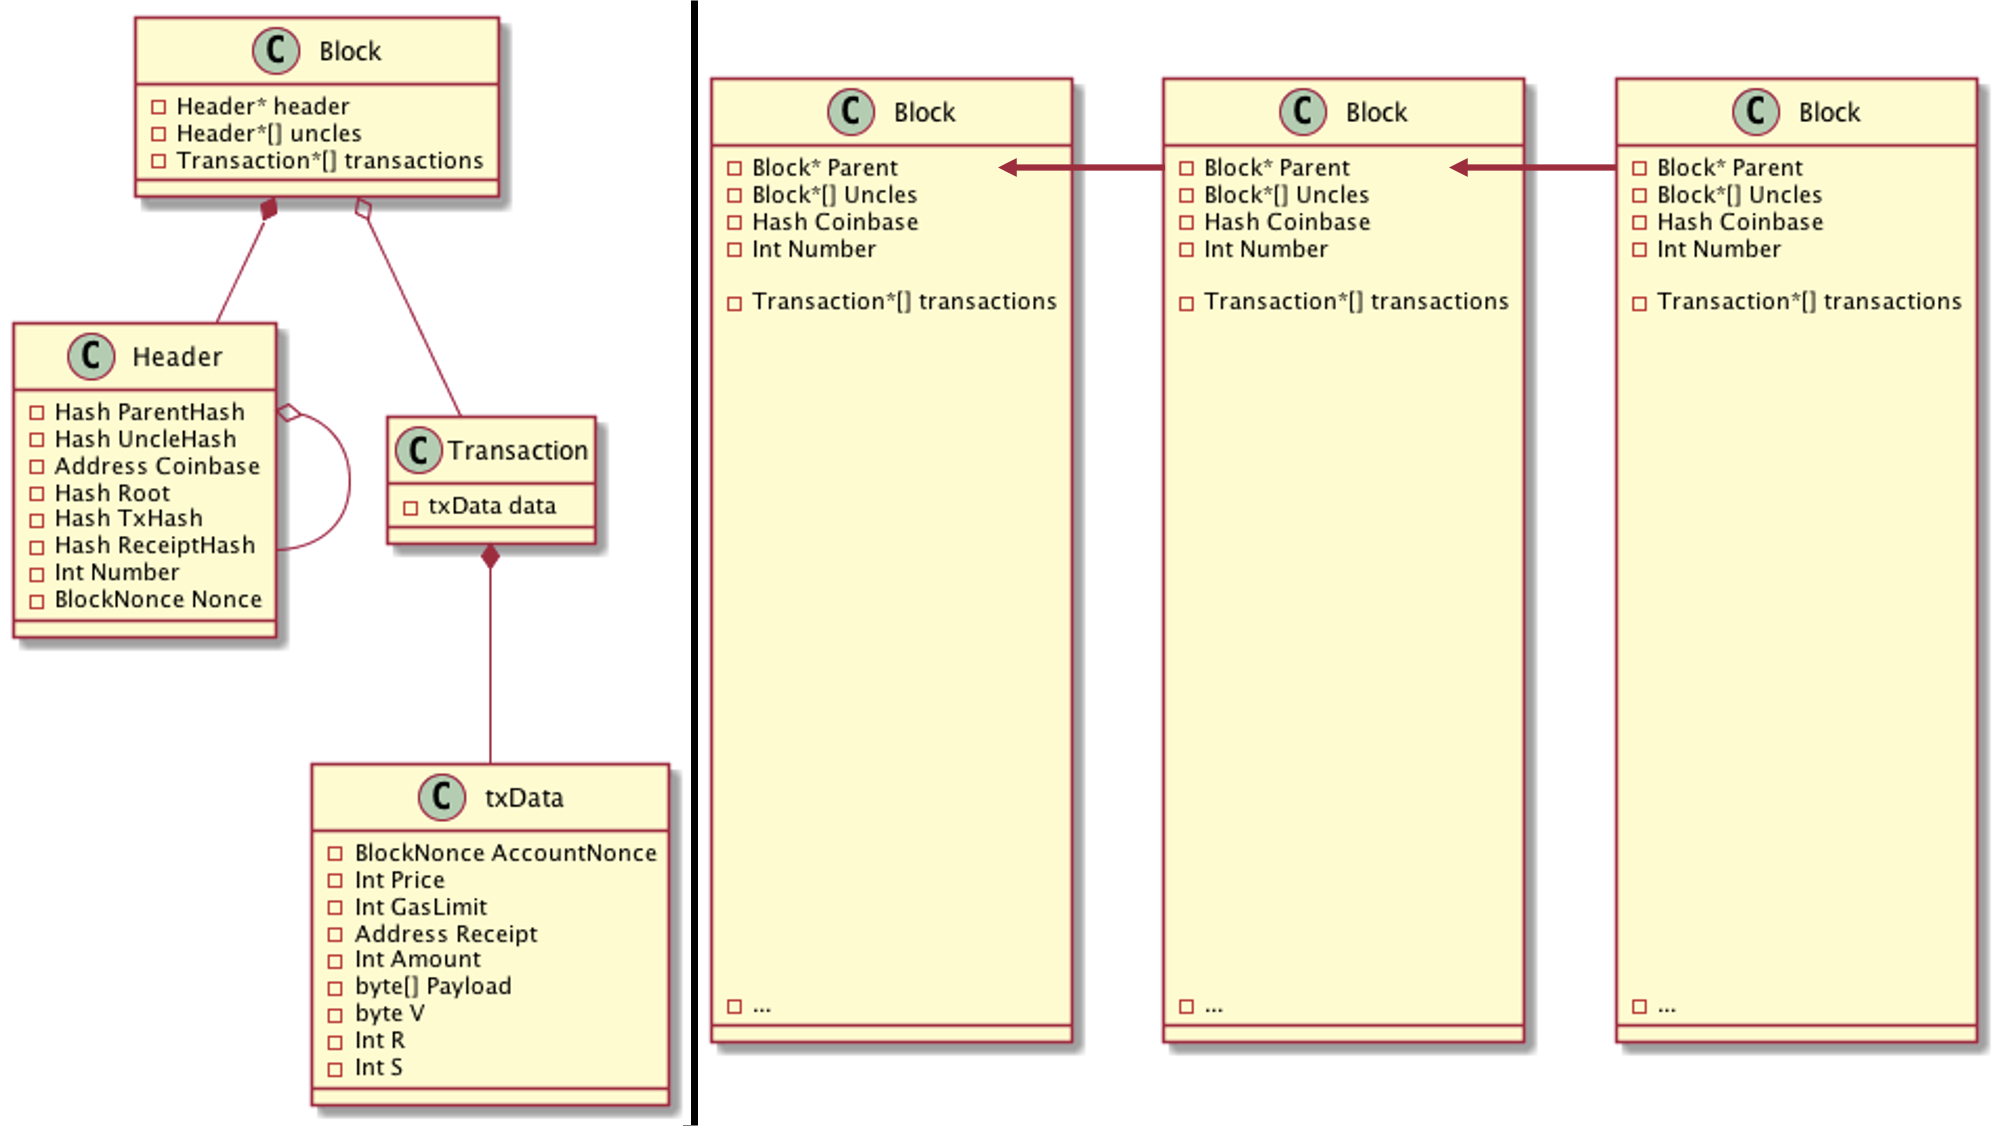 C Block
Header* header
Header*[] uncles
Transaction*[] transactions
C Header
Hash ParentHash
Hash UncleHash
Address Coinbase
Hash Root
Hash TxHash
Hash ReceiptHash
Int Number
BlockNonce Nonce
C Transaction
txData data
C txData
BlockNonce AccountNonce
Int Price
Int GasLimit
Address Receipt
Int Amount
byte[] Payload
byte V
Int R
Int S
C Block
Block* Parent
Block*[] Uncles
Hash Coinbase
Int Number
Transaction*[] transactions
...
C Block
Block* Parent
Block*[] Uncles
Hash Coinbase
Int Number
Transaction*[] transactions
...
C Block
Block* Parent
Block*[] Uncles
Hash Coinbase
Int Number
Transaction*[] transactions
...